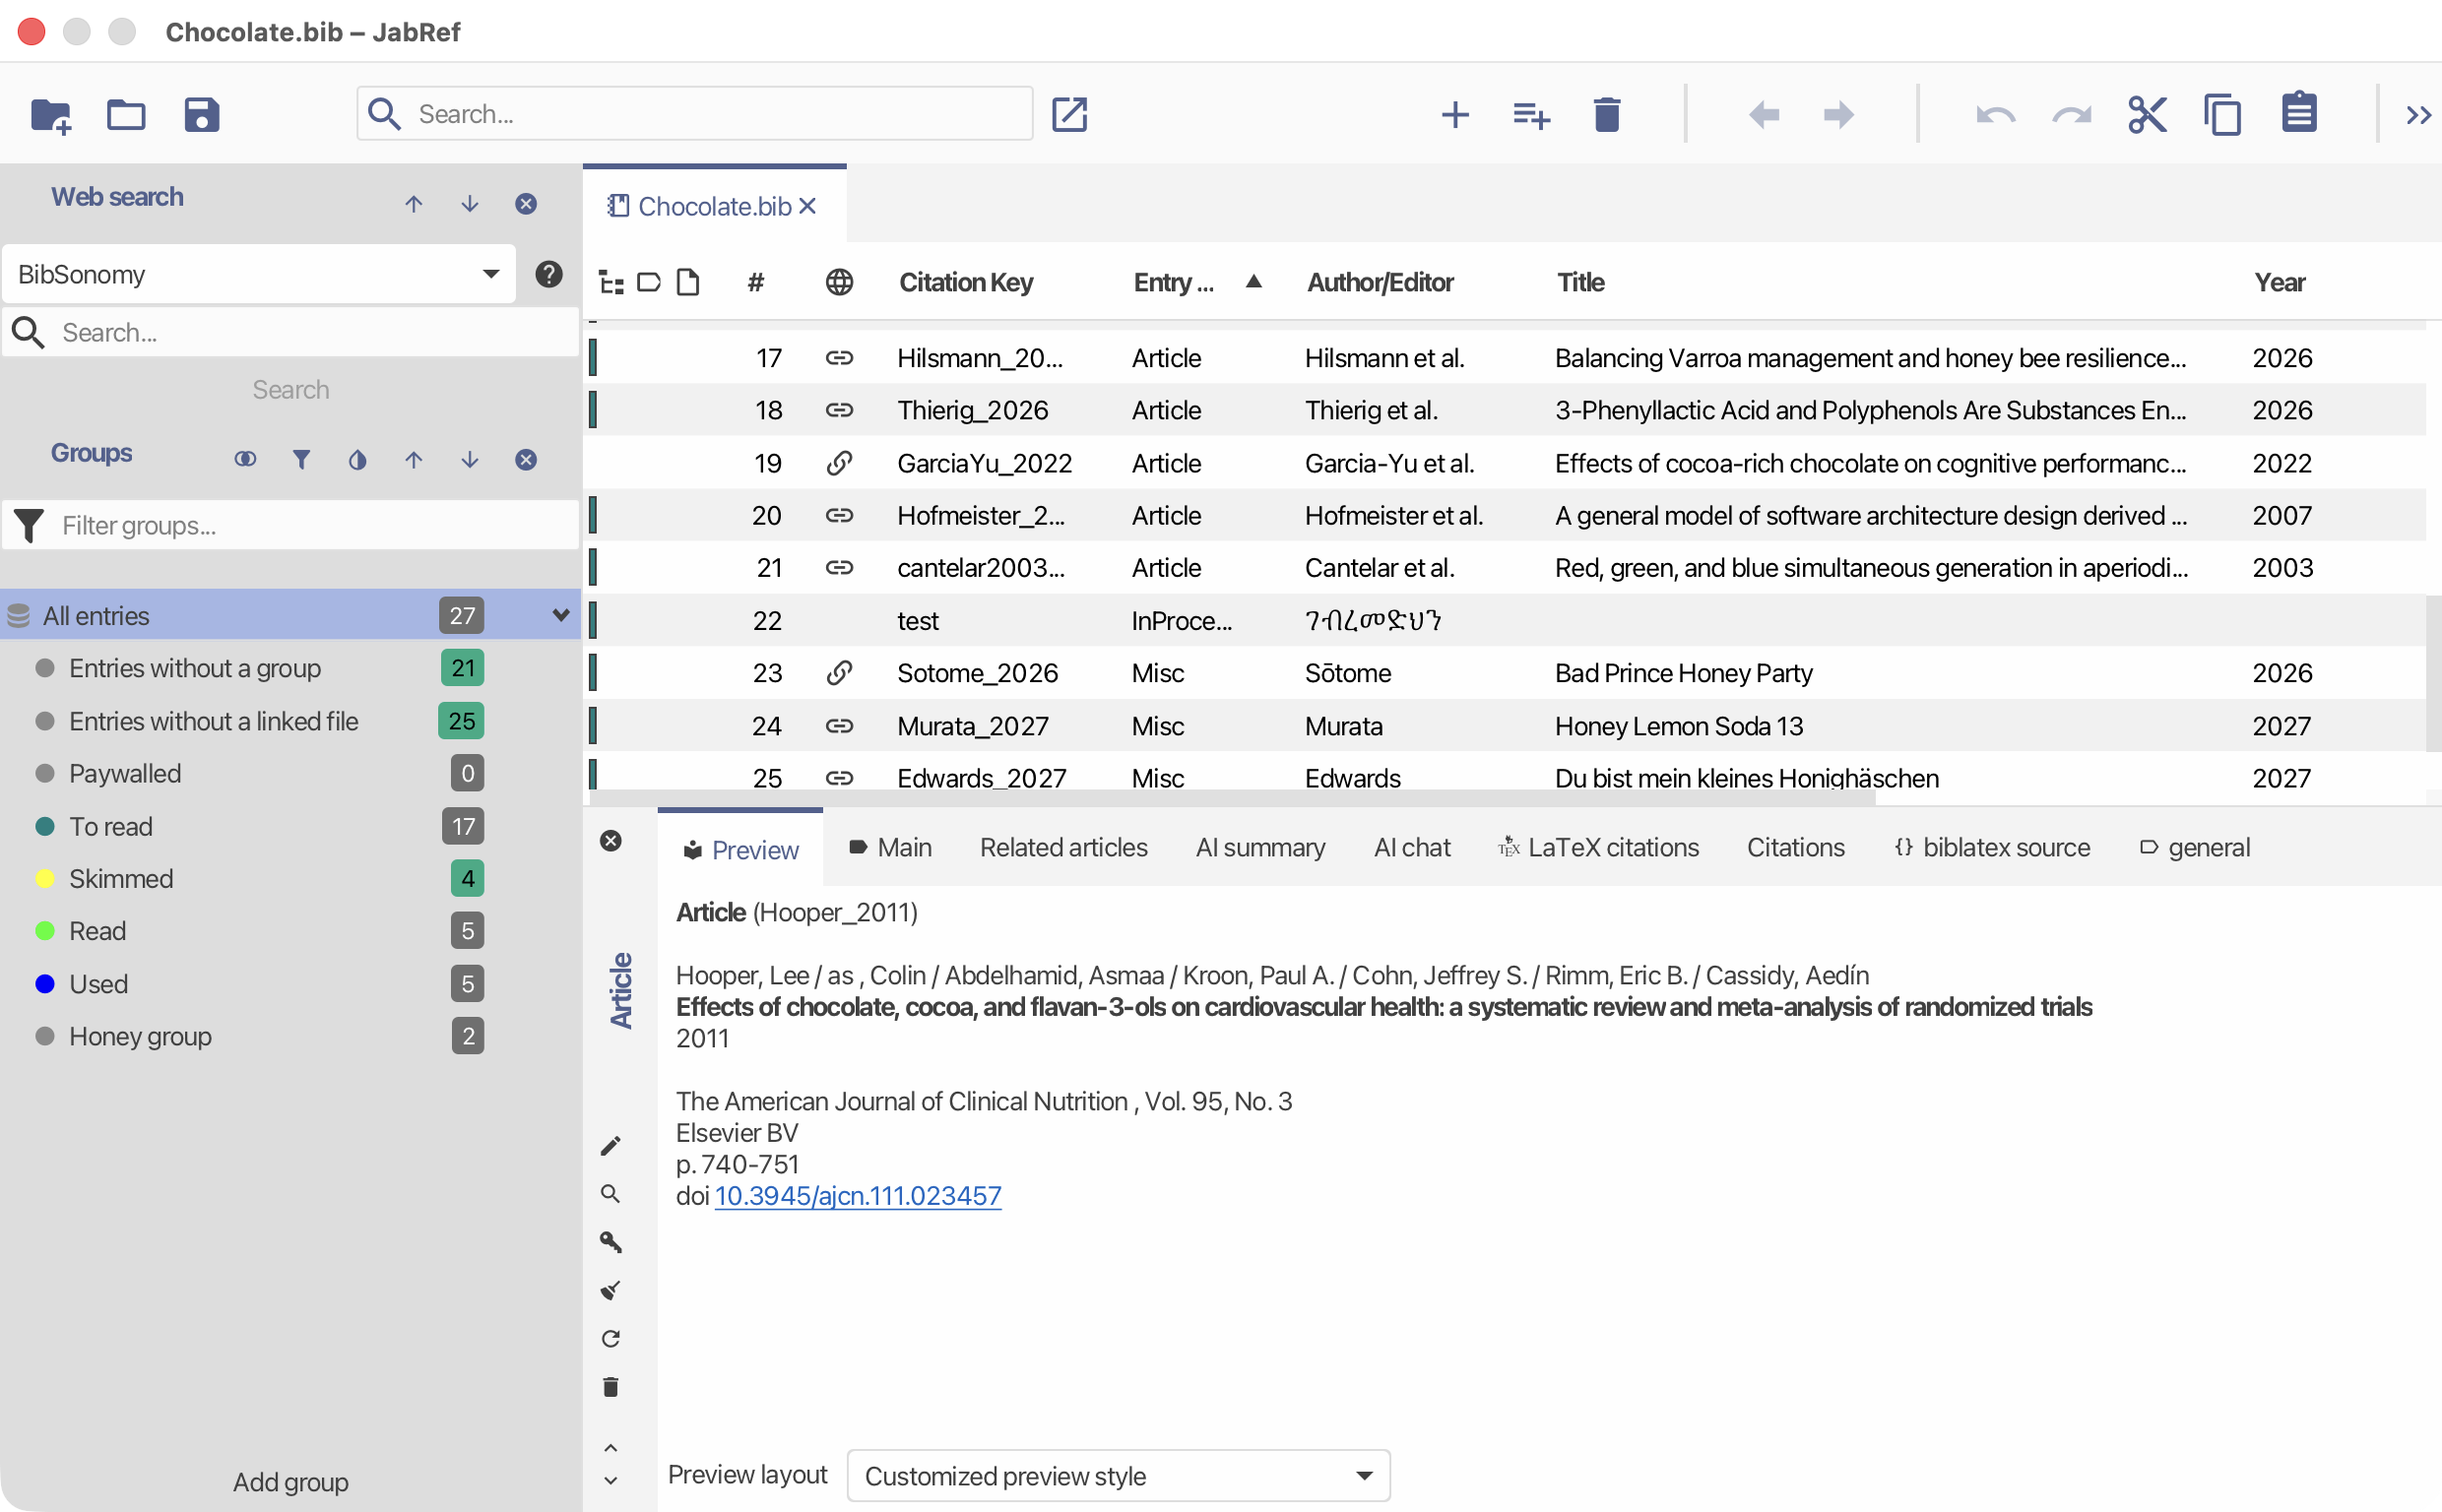 Chocolate.bib – JabRef
Search...
Web search
BibSonomy
Search...
Search
Groups
Filter groups...
All entries 27
Entries without a group 21
Entries without a linked file 25
Paywalled 0
To read 17
Skimmed 4
Read 5
Used 5
Honey group 2
Add group
Chocolate.bib
# Citation Key Entry ... Author/Editor Title Year
17 Hilsmann_20... Article Hilsmann et al. Balancing Varroa management and honey bee resilience... 2026
18 Thierig_2026 Article Thierig et al. 3-Phenyllactic Acid and Polyphenols Are Substances En... 2026
19 GarciaYu_2022 Article Garcia-Yu et al. Effects of cocoa-rich chocolate on cognitive performanc... 2022
20 Hofmeister_2... Article Hofmeister et al. A general model of software architecture design derived ... 2007
21 cantelar2003... Article Cantelar et al. Red, green, and blue simultaneous generation in aperiodi... 2003
22 test InProce... ገብረመድህን
23 Sotome_2026 Misc Sōtome Bad Prince Honey Party 2026
24 Murata_2027 Misc Murata Honey Lemon Soda 13 2027
25 Edwards_2027 Misc Edwards Du bist mein kleines Honighäschen 2027
Preview Main Related articles AI summary AI chat LaTeX citations Citations {} biblatex source general
Article
Article (Hooper_2011)
Hooper, Lee / as , Colin / Abdelhamid, Asmaa / Kroon, Paul A. / Cohn, Jeffrey S. / Rimm, Eric B. / Cassidy, Aedín
Effects of chocolate, cocoa, and flavan-3-ols on cardiovascular health: a systematic review and meta-analysis of randomized trials
2011
The American Journal of Clinical Nutrition , Vol. 95, No. 3
Elsevier BV
p. 740-751
doi 10.3945/ajcn.111.023457
Preview layout Customized preview style